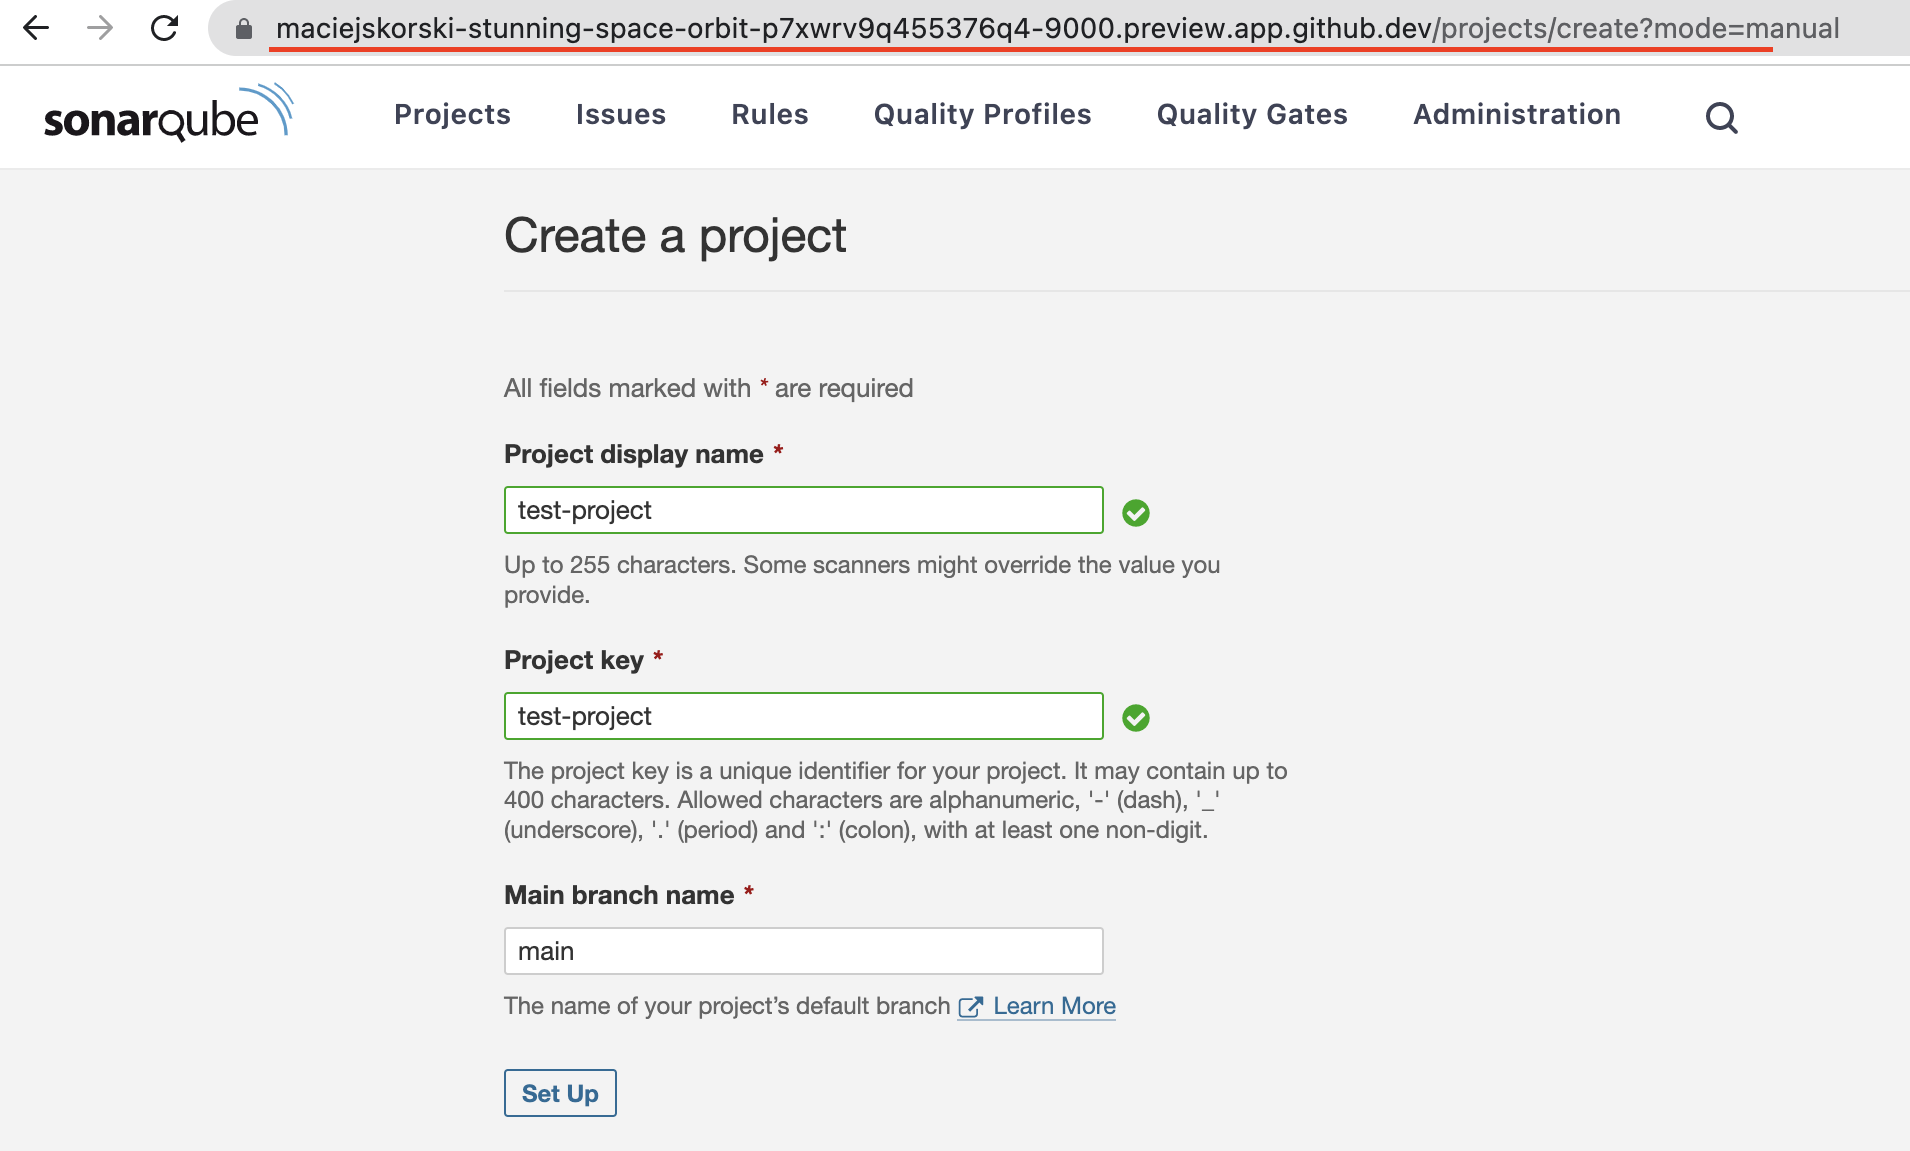 maciejskorski-stunning-space-orbit-p7xwrv9q455376q4-9000.preview.app.github.dev/projects/create?mode=manual
sonarqube Projects Issues Rules Quality Profiles Quality Gates Administration
Create a project
All fields marked with * are required
Project display name *
test-project
Up to 255 characters. Some scanners might override the value you
provide.
Project key *
test-project
The project key is a unique identifier for your project. It may contain up to
400 characters. Allowed characters are alphanumeric, '-' (dash), '_'
(underscore), '.' (period) and ':' (colon), with at least one non-digit.
Main branch name *
main
The name of your project’s default branch Learn More
Set Up